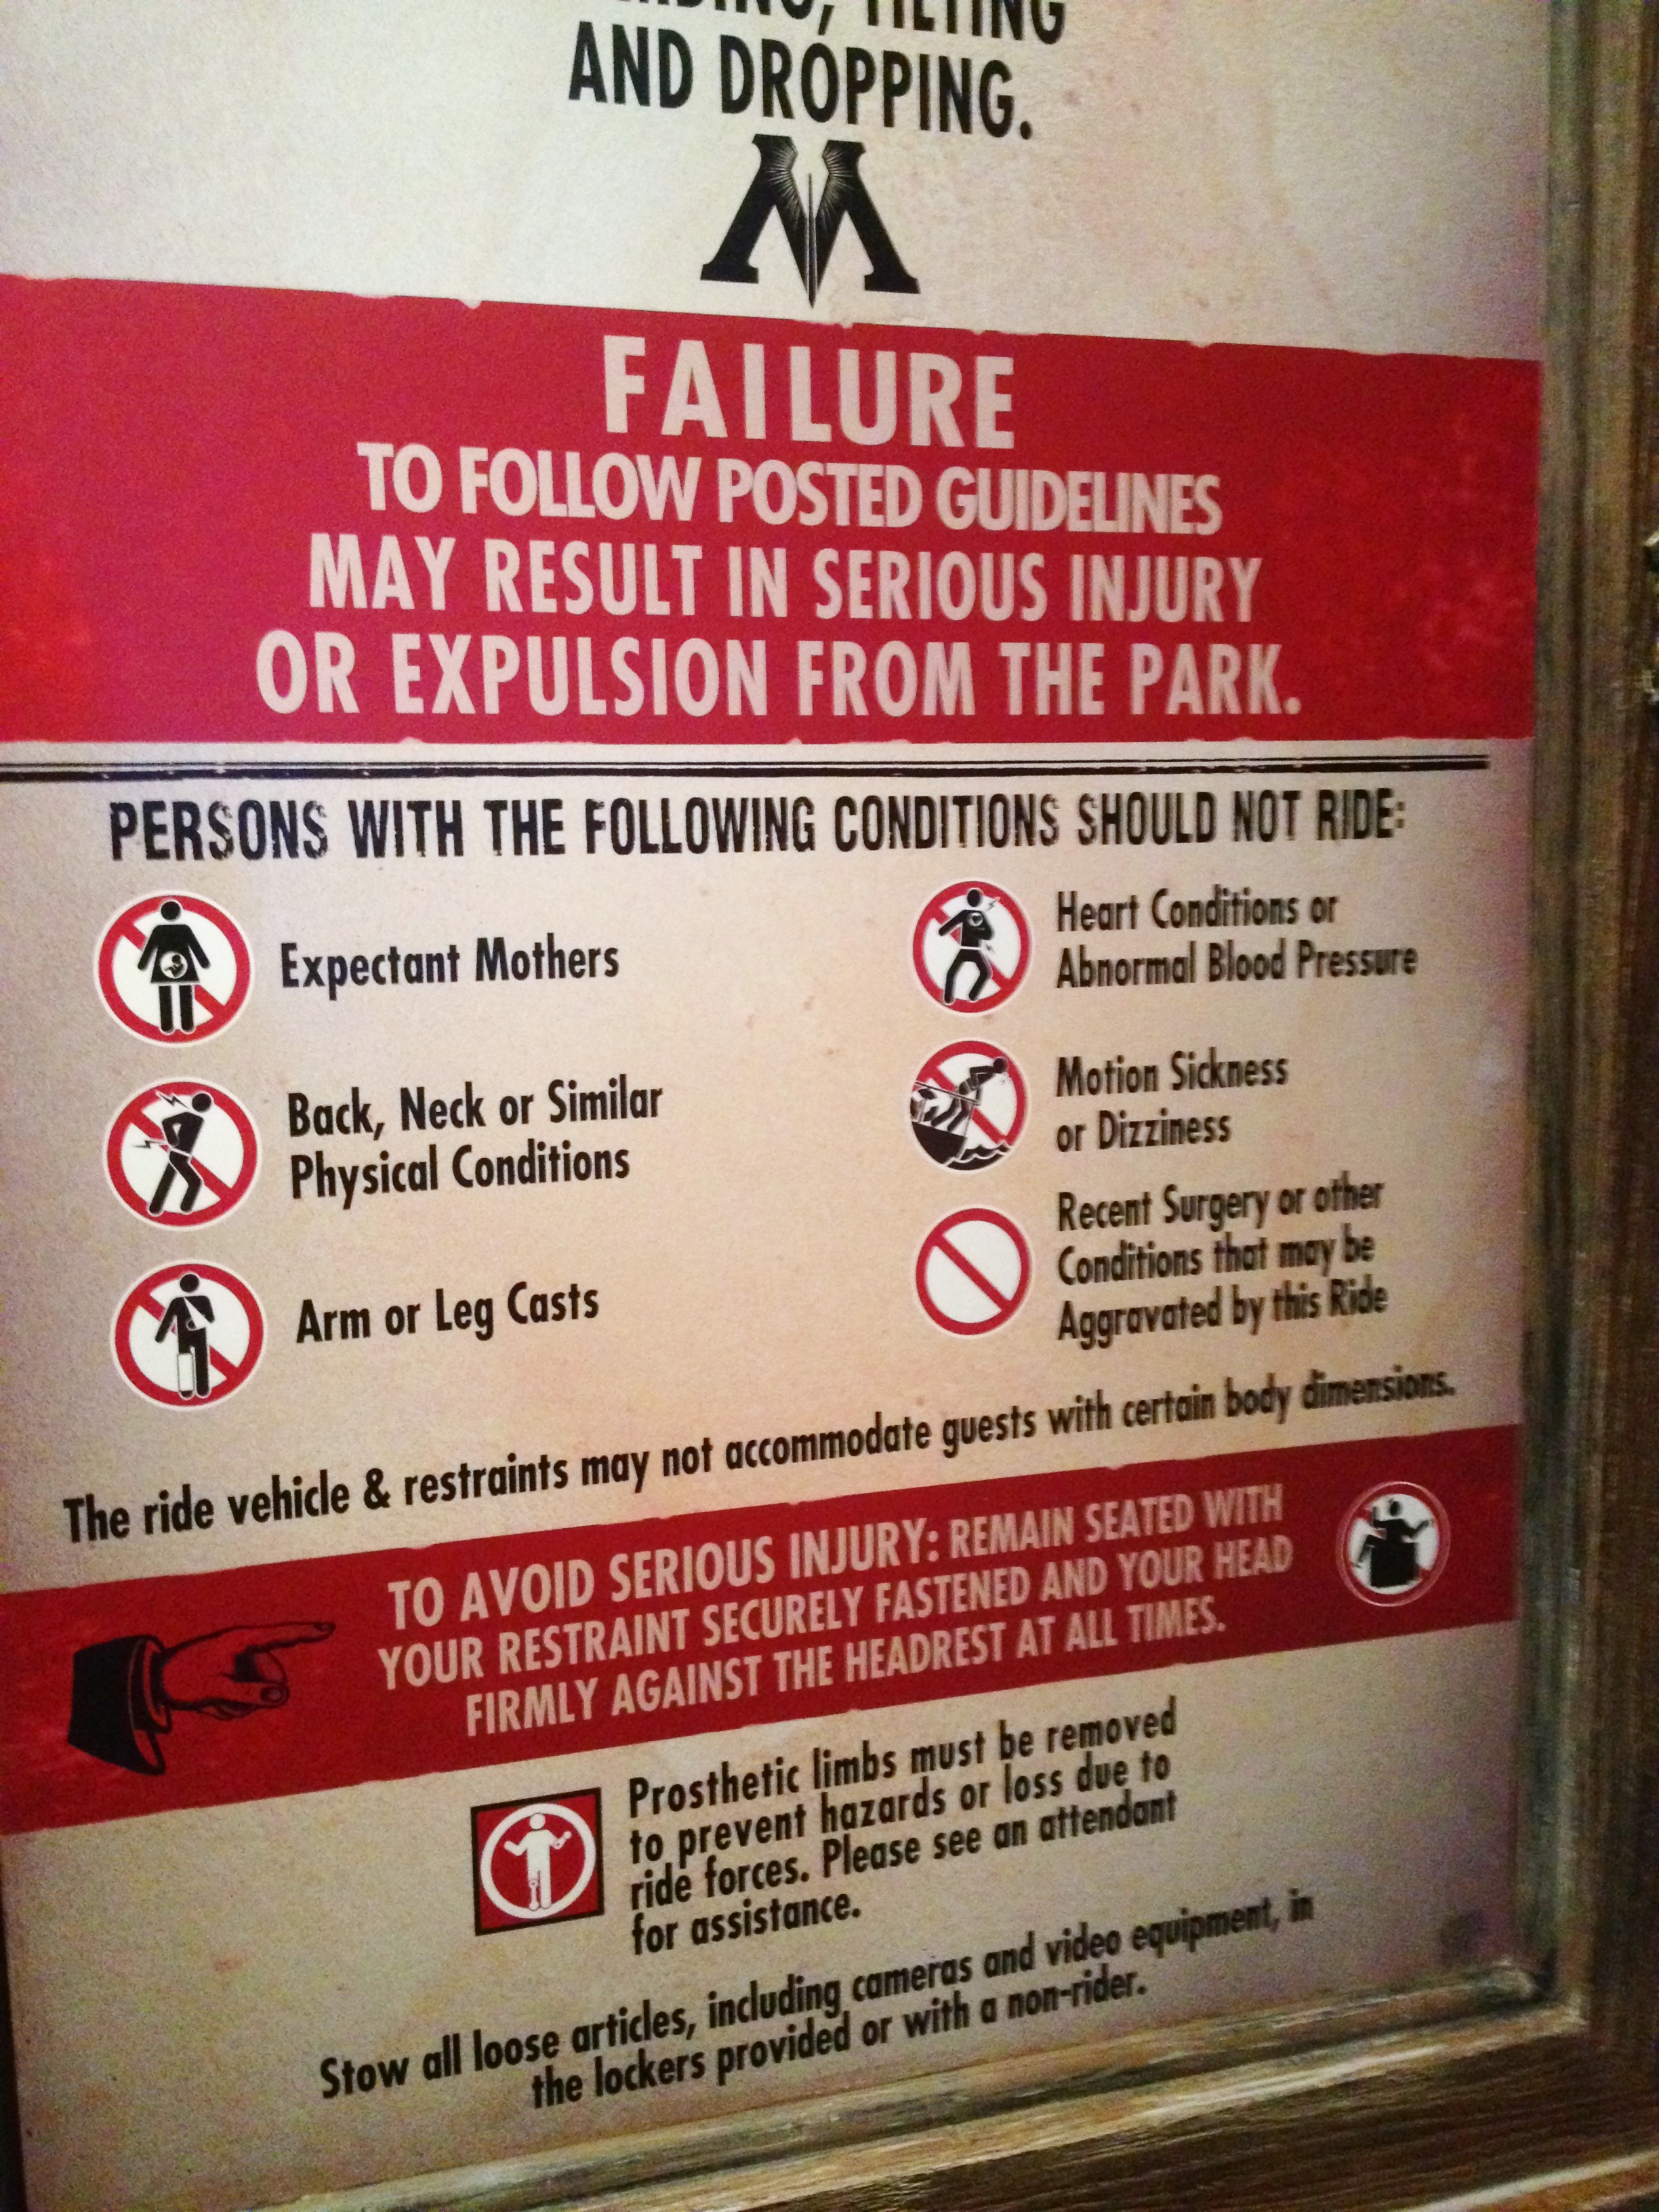 TILTING
AND DROPPING.
M
FAILURE
TO FOLLOW POSTED GUIDELINES
MAY RESULT IN SERIOUS INJURY
OR EXPULSION FROM THE PARK.
PERSONS WITH THE FOLLOWING CONDITIONS SHOULD NOT RIDE:
Expectant Mothers
Back, Neck or Similar
Physical Conditions
Arm or Leg Casts
Heart Conditions or
Abnormal Blood Pressure
Motion Sickness
or Dizziness
Recent Surgery or other
Conditions that may be
Aggravated by this Ride
The ride vehicle & restraints may not accommodate guests with certain body dimensions.
TO AVOID SERIOUS INJURY: REMAIN SEATED WITH
YOUR RESTRAINT SECURELY FASTENED AND YOUR HEAD
FIRMLY AGAINST THE HEADREST AT ALL TIMES.
Prosthetic limbs must be removed
to prevent hazards or loss due to
ride forces. Please see an attendant
for assistance.
Stow all loose articles, including cameras and video equipment, in
the lockers provided or with a non-rider.